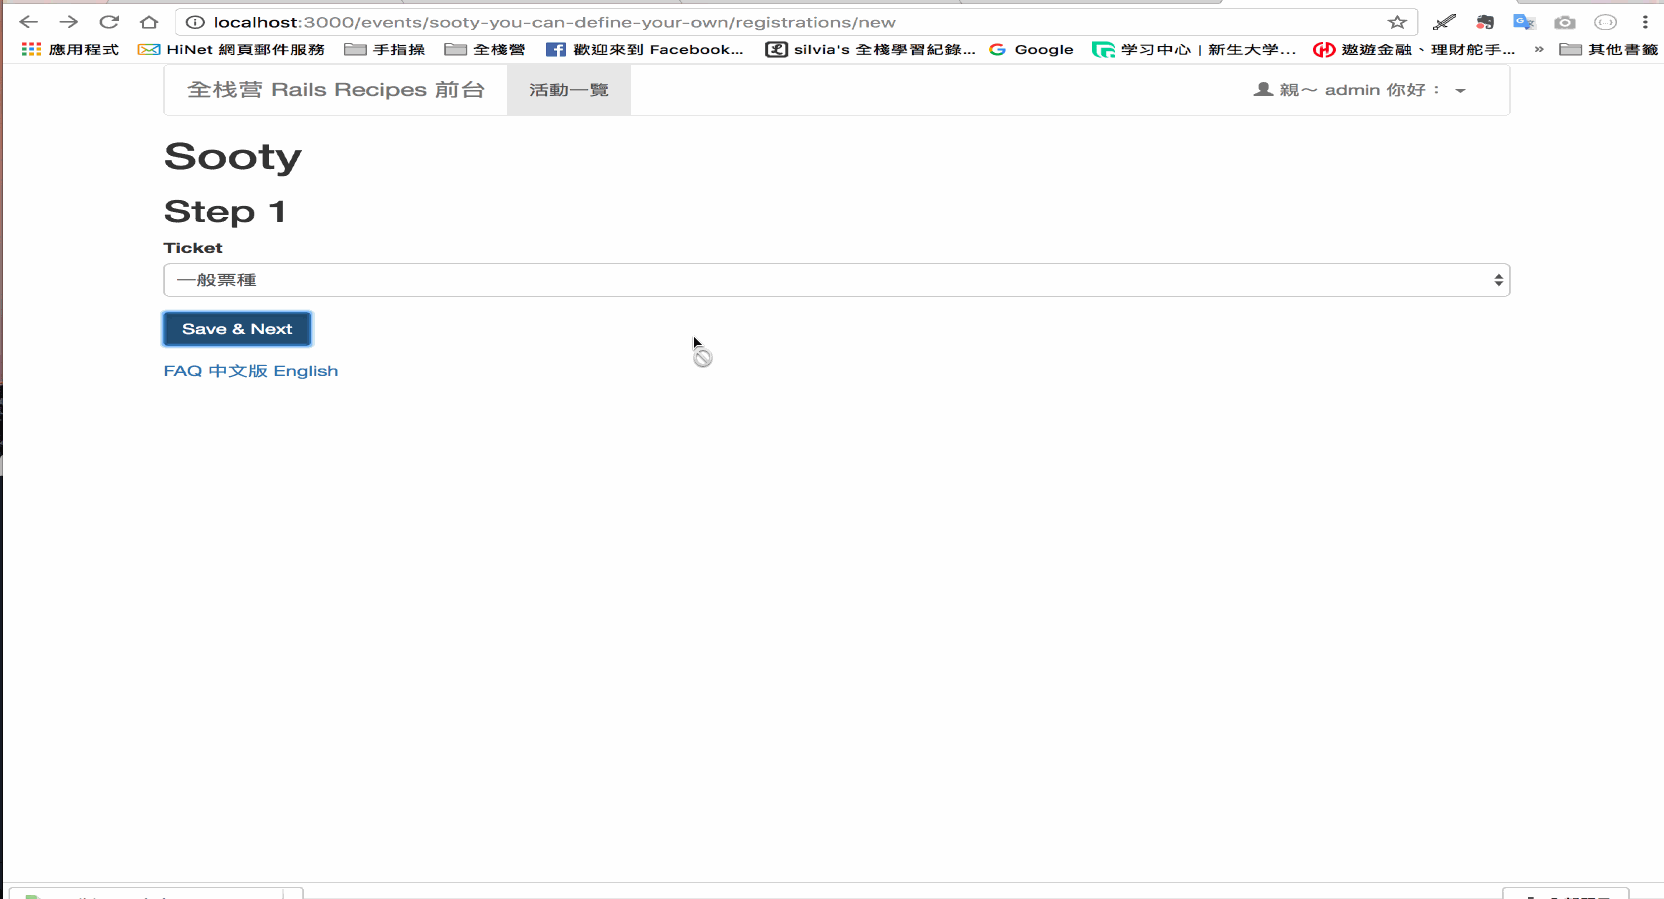 localhost:3000/events/sooty-you-can-define-your-own/registrations/new
應用程式 HiNet 網頁郵件服務 手指操 全棧營 歡迎來到 Facebook... silvia's 全棧學習紀錄... Google 学习中心 | 新生大学... 遨遊金融、理財舵手... » 其他書籤
全栈营 Rails Recipes 前台 活動一覽 親～ admin 你好：
Sooty
Step 1
Ticket
一般票種
Save & Next
FAQ 中文版 English